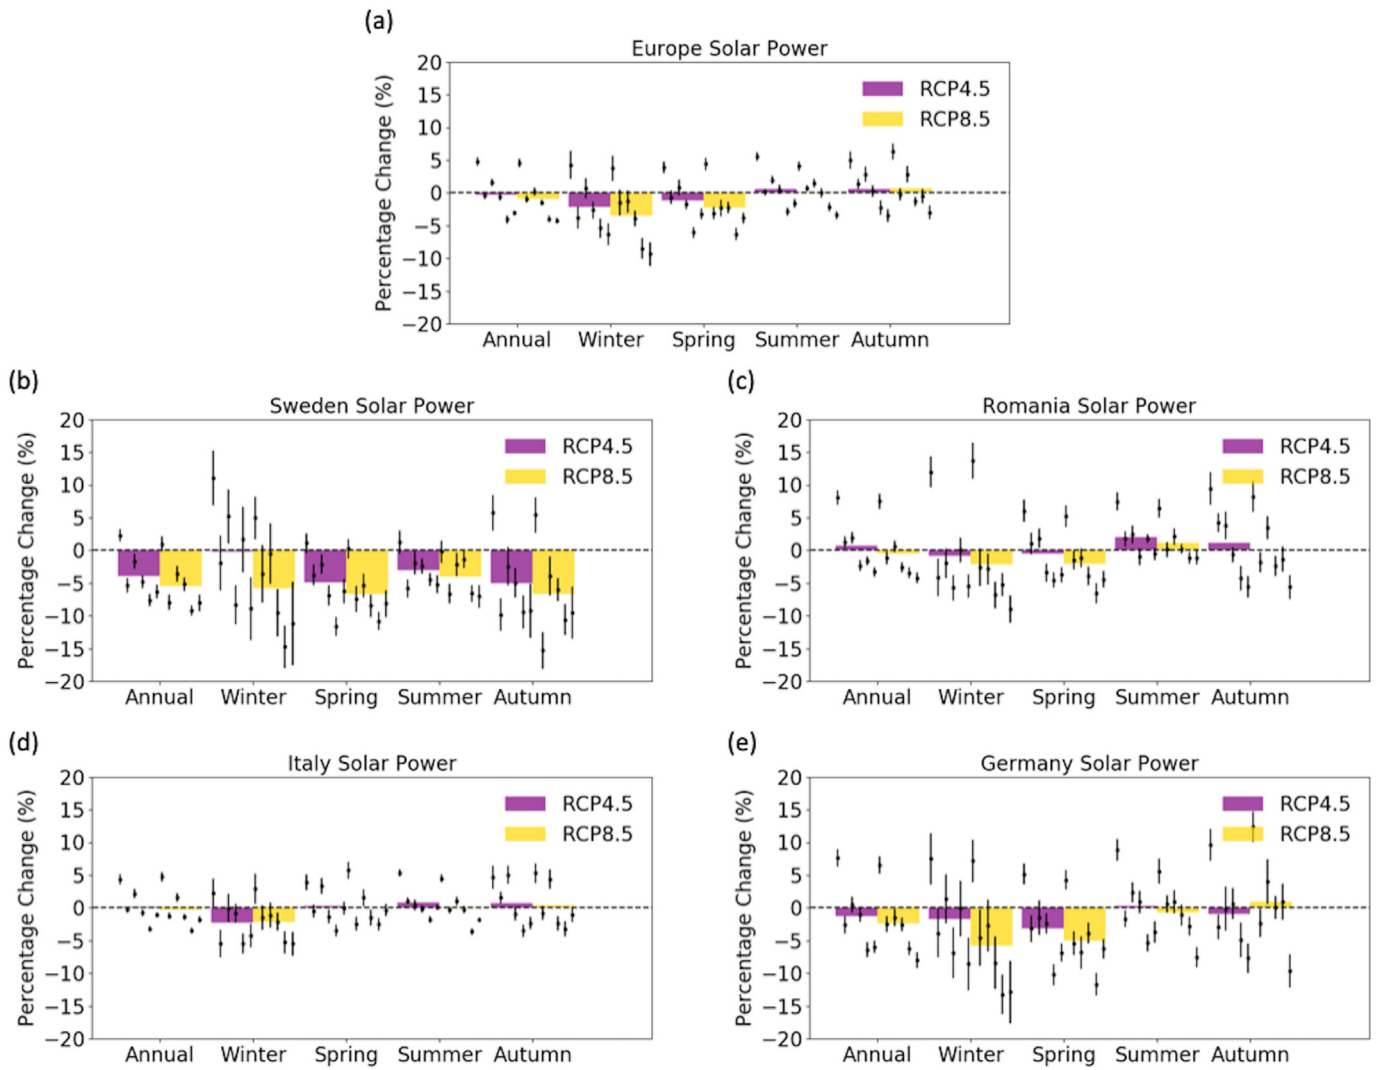 (a)
Europe Solar Power
Percentage Change (%)
20
15
10
5
0
−5
−10
−15
−20
RCP4.5
RCP8.5
Annual Winter Spring Summer Autumn
(b)
Sweden Solar Power
Percentage Change (%)
20
15
10
5
0
−5
−10
−15
−20
RCP4.5
RCP8.5
Annual Winter Spring Summer Autumn
(c)
Romania Solar Power
Percentage Change (%)
20
15
10
5
0
−5
−10
−15
−20
RCP4.5
RCP8.5
Annual Winter Spring Summer Autumn
(d)
Italy Solar Power
Percentage Change (%)
20
15
10
5
0
−5
−10
−15
−20
RCP4.5
RCP8.5
Annual Winter Spring Summer Autumn
(e)
Germany Solar Power
Percentage Change (%)
20
15
10
5
0
−5
−10
−15
−20
RCP4.5
RCP8.5
Annual Winter Spring Summer Autumn